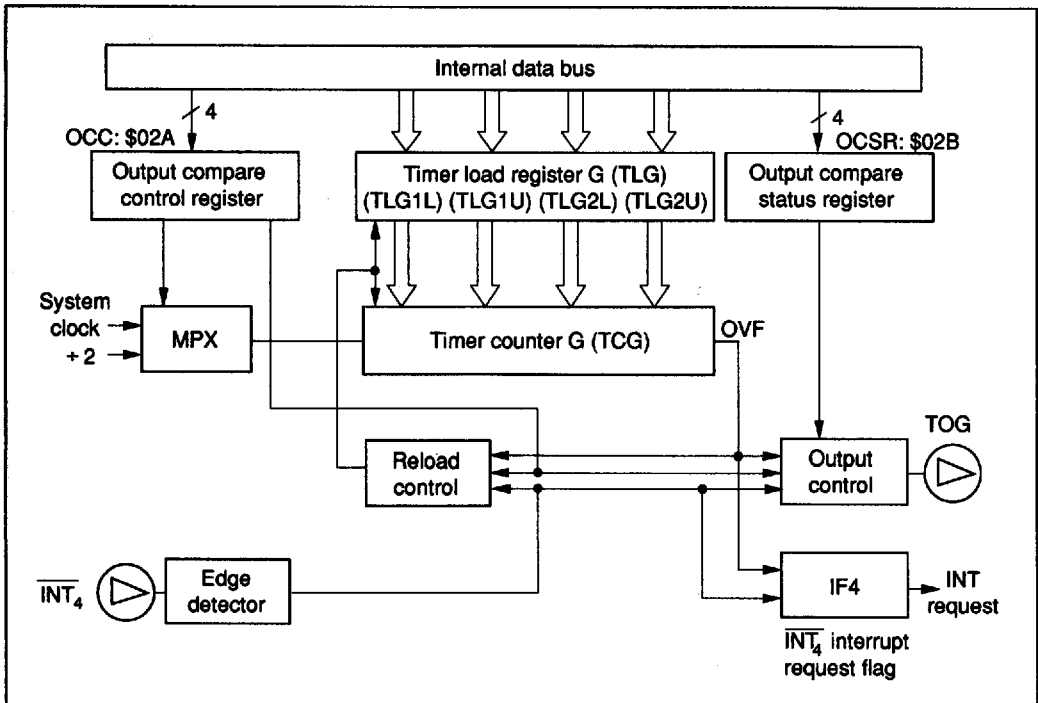 Internal data bus
4
4
OCC: $02A
OCSR: $02B
Output compare
control register
Timer load register G (TLG)
(TLG1L) (TLG1U) (TLG2L) (TLG2U)
Output compare
status register
System
clock
÷ 2
MPX
Timer counter G (TCG)
OVF
TOG
Reload
control
Output
control
INT4
Edge
detector
IF4
INT
request
INT4 interrupt
request flag